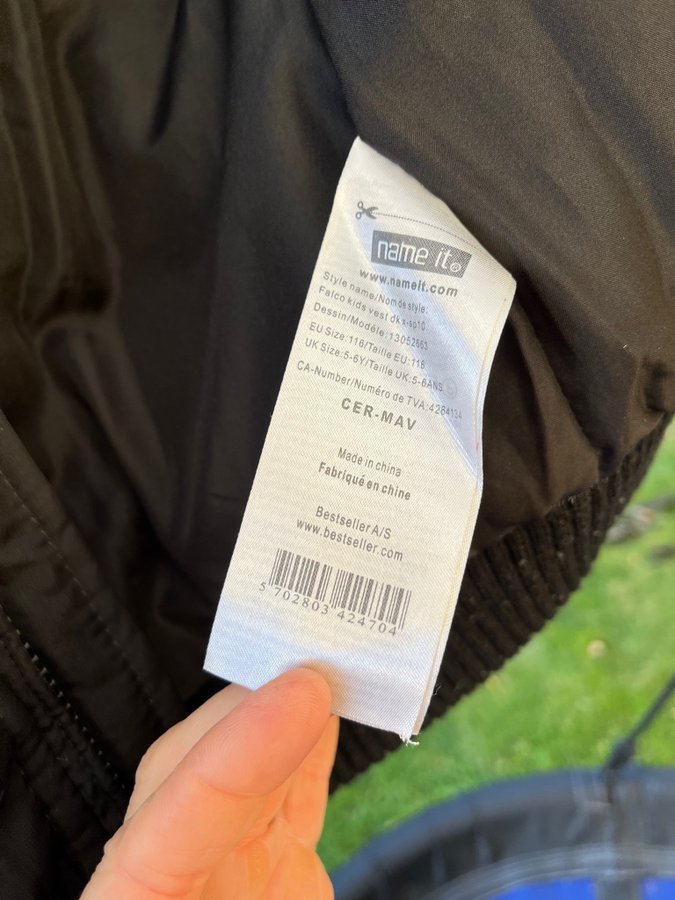 name it®
www.nameit.com
Style name/Nom de style:
Falco kids vest dk x-sp10
Dessin/Modéle:13052663
EU Size:116/Taille EU:116
UK Size:5-6Y/Taille UK:5-6ANS
CA-Number/Numéro de TVA:4264134
CER-MAV
Made in china
Fabriqué en chine
Bestseller A/S
www.bestseller.com
5 702803 424704